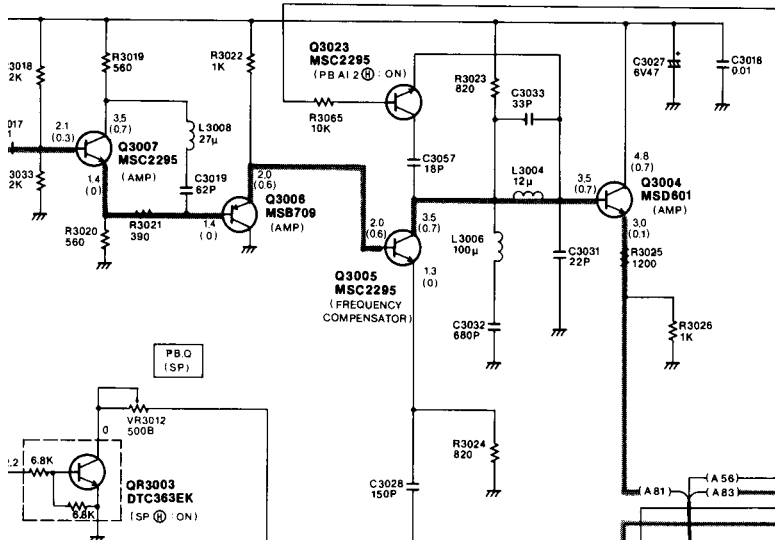 R3018
2K
R3019
560
R3022
1K
Q3023
MSC2295
(PB AI 2 Ⓗ : ON)
R3065
10K
R3023
820
C3033
33P
C3027
6V47
C3016
0.01
3017
2.1
(0.3)
3.5
(0.7)
Q3007
MSC2295
(AMP)
L3008
27µ
C3019
62P
1.4
(0)
3033
2K
R3020
560
R3021
390
1.4
(0)
Q3006
MSB709
(AMP)
2.0
(0.6)
C3057
18P
L3004
12µ
3.5
(0.7)
4.8
(0.7)
Q3004
MSD601
(AMP)
2.0
(0.6)
3.5
(0.7)
L3006
100µ
C3031
22P
3.0
(0.1)
R3025
1200
Q3005
MSC2295
(FREQUENCY
COMPENSATOR)
1.3
(0)
C3032
680P
R3026
1K
PB.Q
(SP)
VR3012
500B
0
2.2
6.8K
6.8K
QR3003
DTC363EK
(SP Ⓗ : ON)
C3028
150P
R3024
820
A 81
A 56
A 83